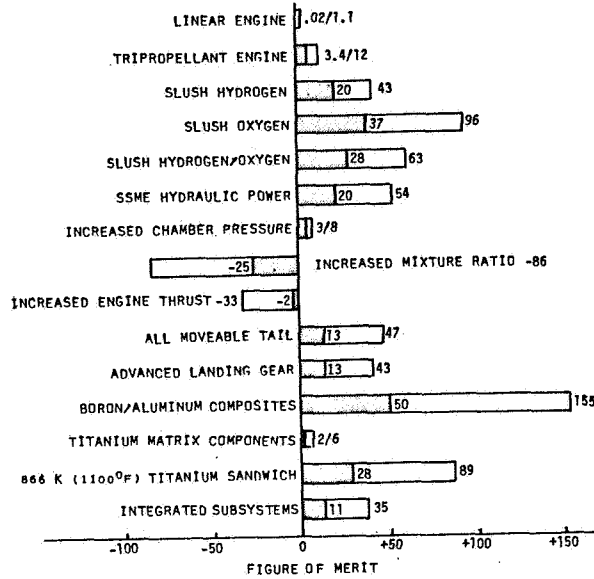 LINEAR ENGINE .02/1.1
TRIPROPELLANT ENGINE 3.4/12
SLUSH HYDROGEN 20 43
SLUSH OXYGEN 37 96
SLUSH HYDROGEN/OXYGEN 28 63
SSME HYDRAULIC POWER 20 54
INCREASED CHAMBER PRESSURE 3/8
-25 INCREASED MIXTURE RATIO -86
INCREASED ENGINE THRUST -33 -2
ALL MOVEABLE TAIL 13 47
ADVANCED LANDING GEAR 13 43
BORON/ALUMINUM COMPOSITES 50 155
TITANIUM MATRIX COMPONENTS 2/6
866 K (1100⁰F) TITANIUM SANDWICH 28 89
INTEGRATED SUBSYSTEMS 11 35
-100 -50 0 +50 +100 +150
FIGURE OF MERIT